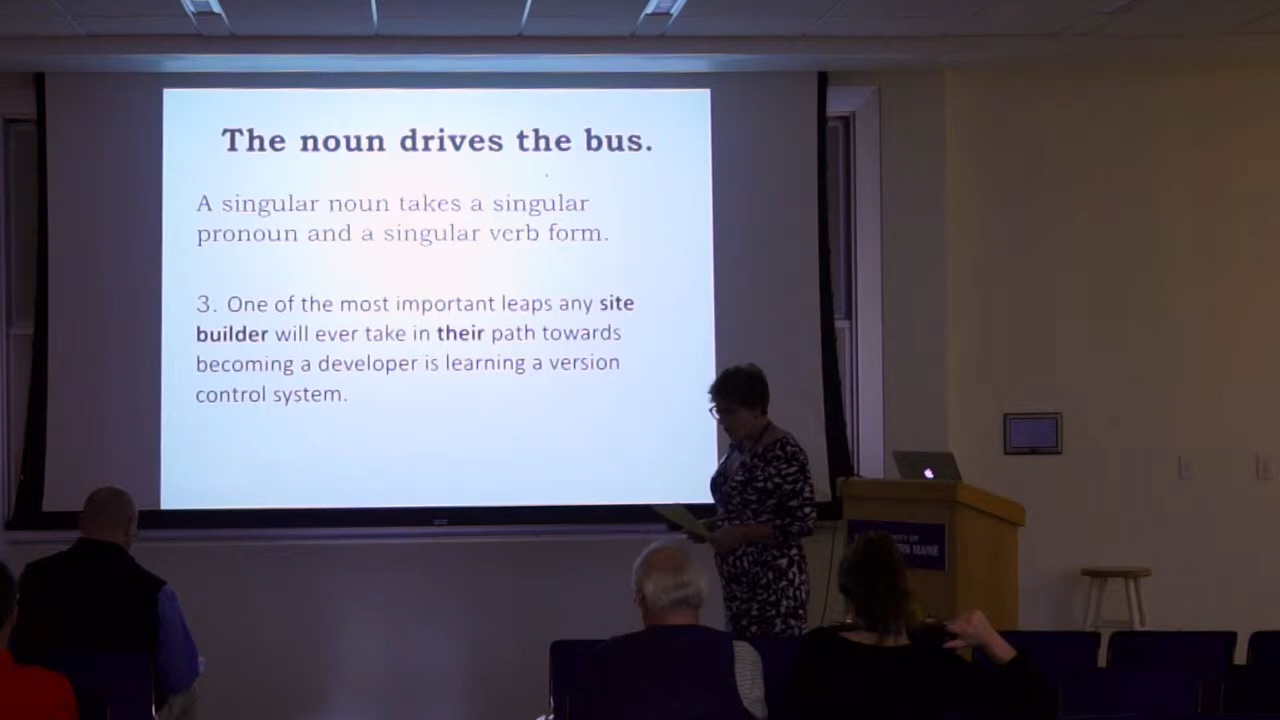 The noun drives the bus.
A singular noun takes a singular
pronoun and a singular verb form.
3. One of the most important leaps any site
builder will ever take in their path towards
becoming a developer is learning a version
control system.
MAINE